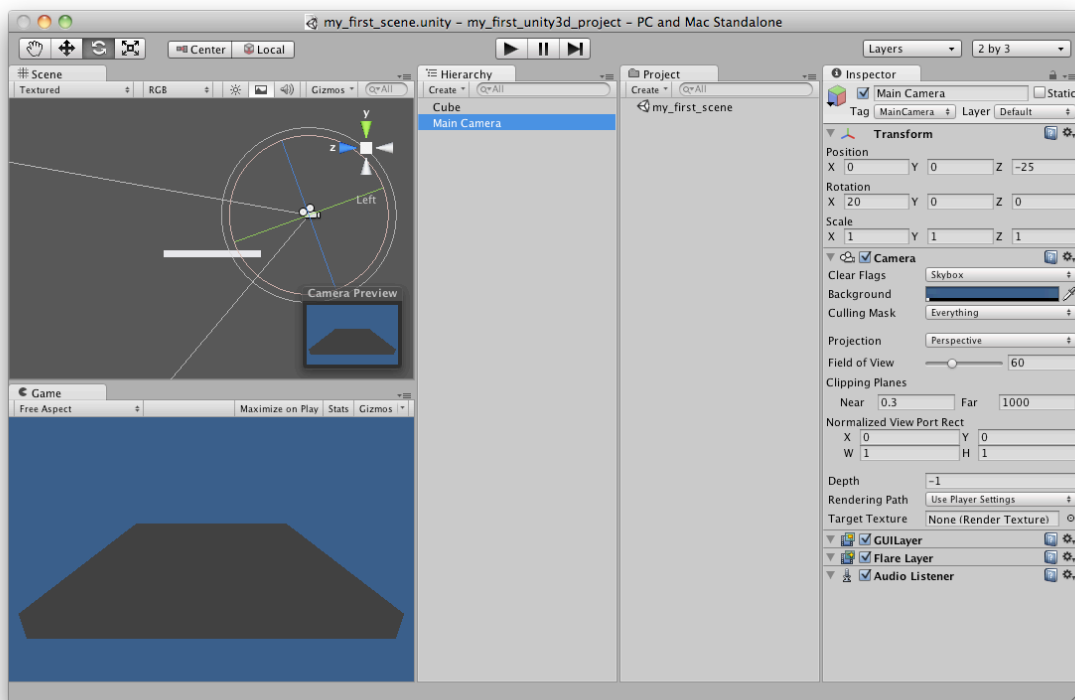 my_first_scene.unity – my_first_unity3d_project – PC and Mac Standalone
Center Local Layers 2 by 3
Scene
Textured RGB Gizmos All
y
z
Left
Camera Preview
Game
Free Aspect Maximize on Play Stats Gizmos
Hierarchy
Create All
Cube
Main Camera
Project
Create All
my_first_scene
Inspector
Main Camera Static
Tag MainCamera Layer Default
Transform
Position
X 0 Y 0 Z -25
Rotation
X 20 Y 0 Z 0
Scale
X 1 Y 1 Z 1
Camera
Clear Flags Skybox
Background
Culling Mask Everything
Projection Perspective
Field of View 60
Clipping Planes
Near 0.3 Far 1000
Normalized View Port Rect
X 0 Y 0
W 1 H 1
Depth -1
Rendering Path Use Player Settings
Target Texture None (Render Texture)
GUILayer
Flare Layer
Audio Listener